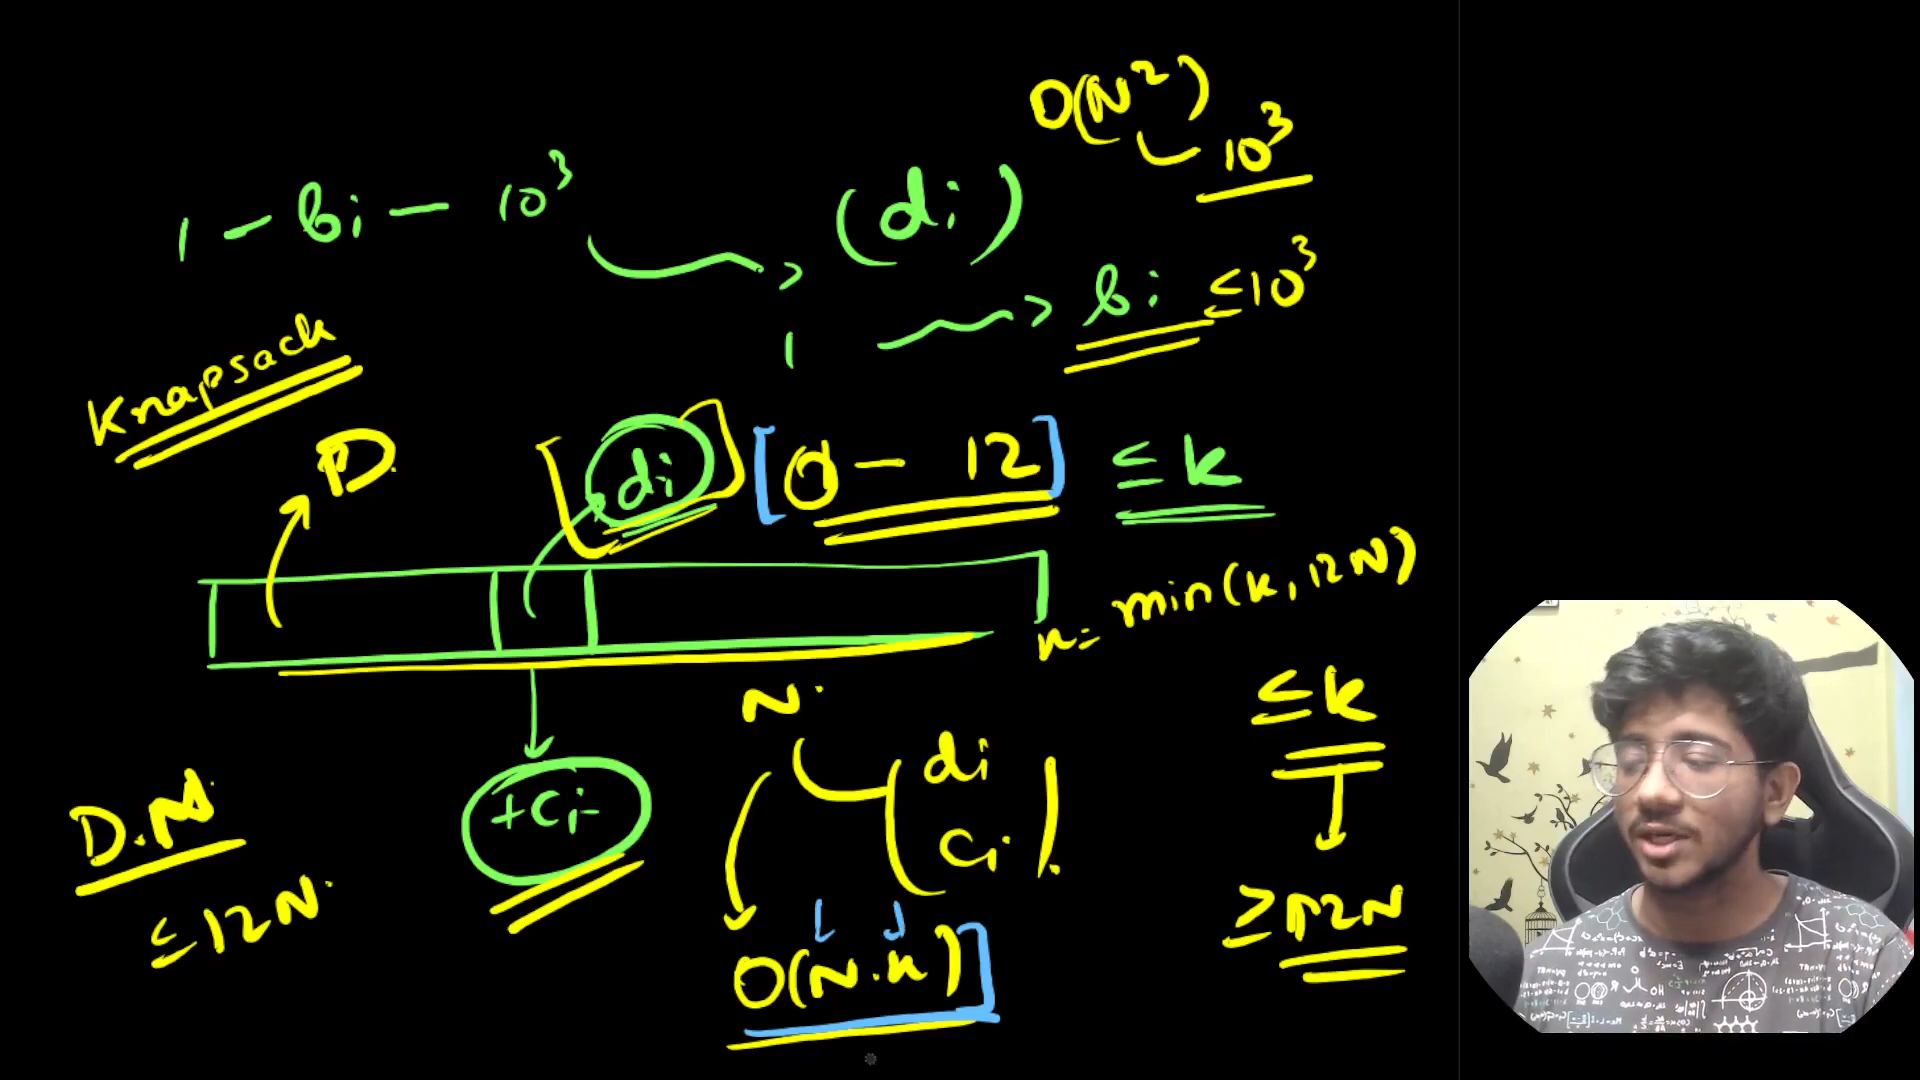 O(N²)
10³
1 - bi - 10³
(di)
1
bi ≤10³
Knapsack
D
[di] [0 - 12] ≤ k
k = min(k, 12N)
N
≤ k
di
ci
+ci
D.N
≤ 12N
≥ 12N
O(N.k)